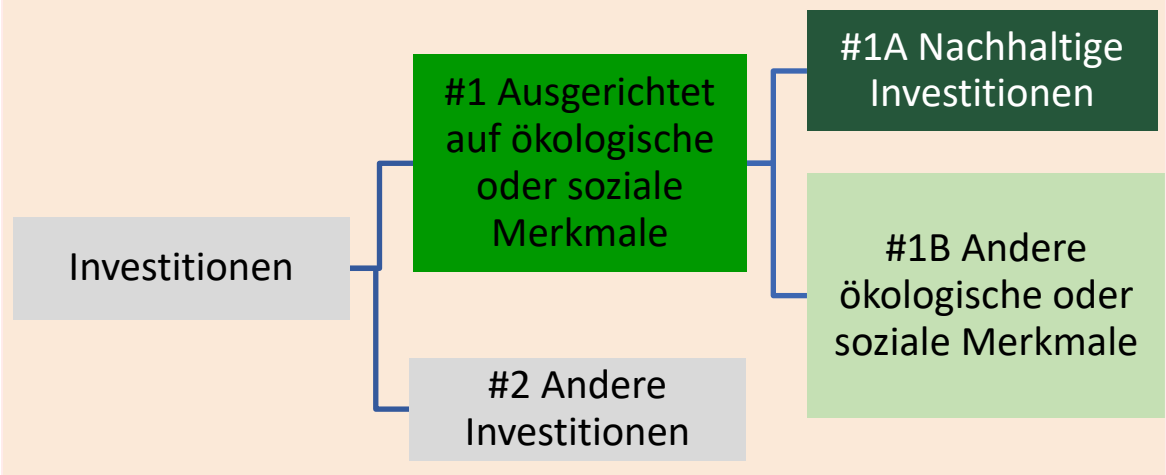 Investitionen
#1 Ausgerichtet
auf ökologische
oder soziale
Merkmale
#2 Andere
Investitionen
#1A Nachhaltige
Investitionen
#1B Andere
ökologische oder
soziale Merkmale